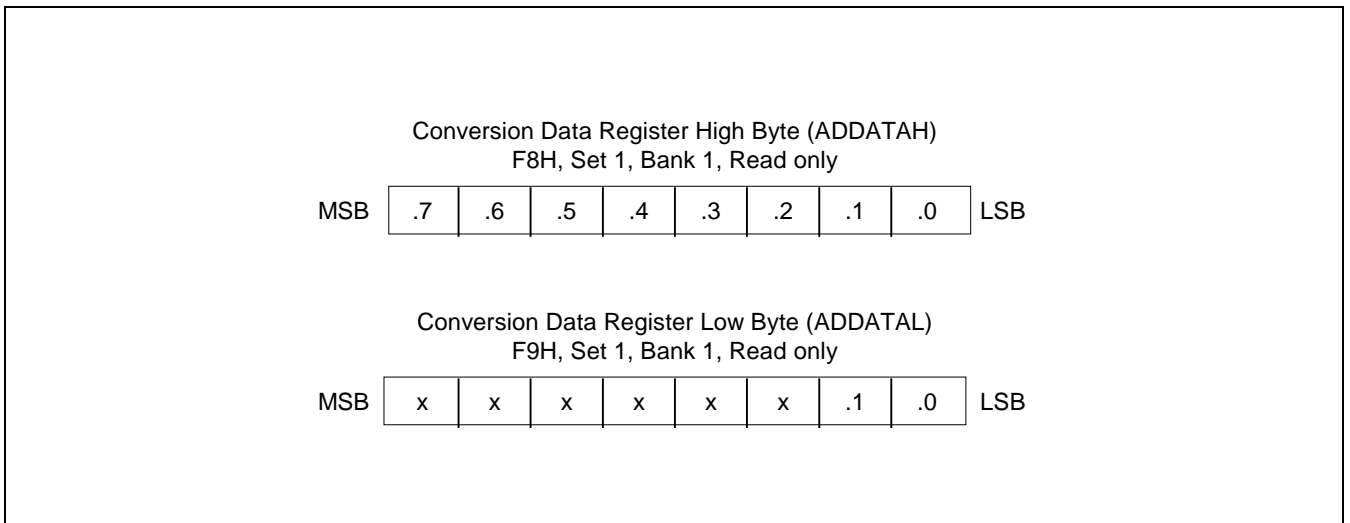 Conversion Data Register High Byte (ADDATAH)
F8H, Set 1, Bank 1, Read only
MSB .7 .6 .5 .4 .3 .2 .1 .0 LSB
Conversion Data Register Low Byte (ADDATAL)
F9H, Set 1, Bank 1, Read only
MSB x x x x x x .1 .0 LSB